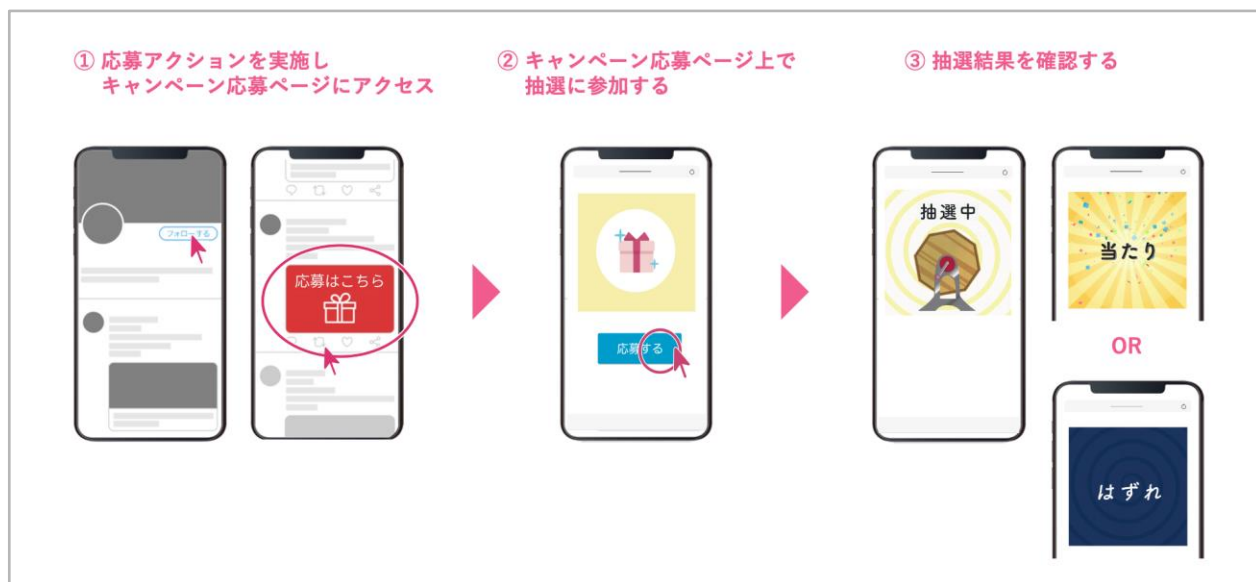 ① 応募アクションを実施し
キャンペーン応募ページにアクセス
② キャンペーン応募ページ上で
抽選に参加する
③ 抽選結果を確認する
フォローする
応募はこちら
応募する
抽選中
当たり
OR
はずれ